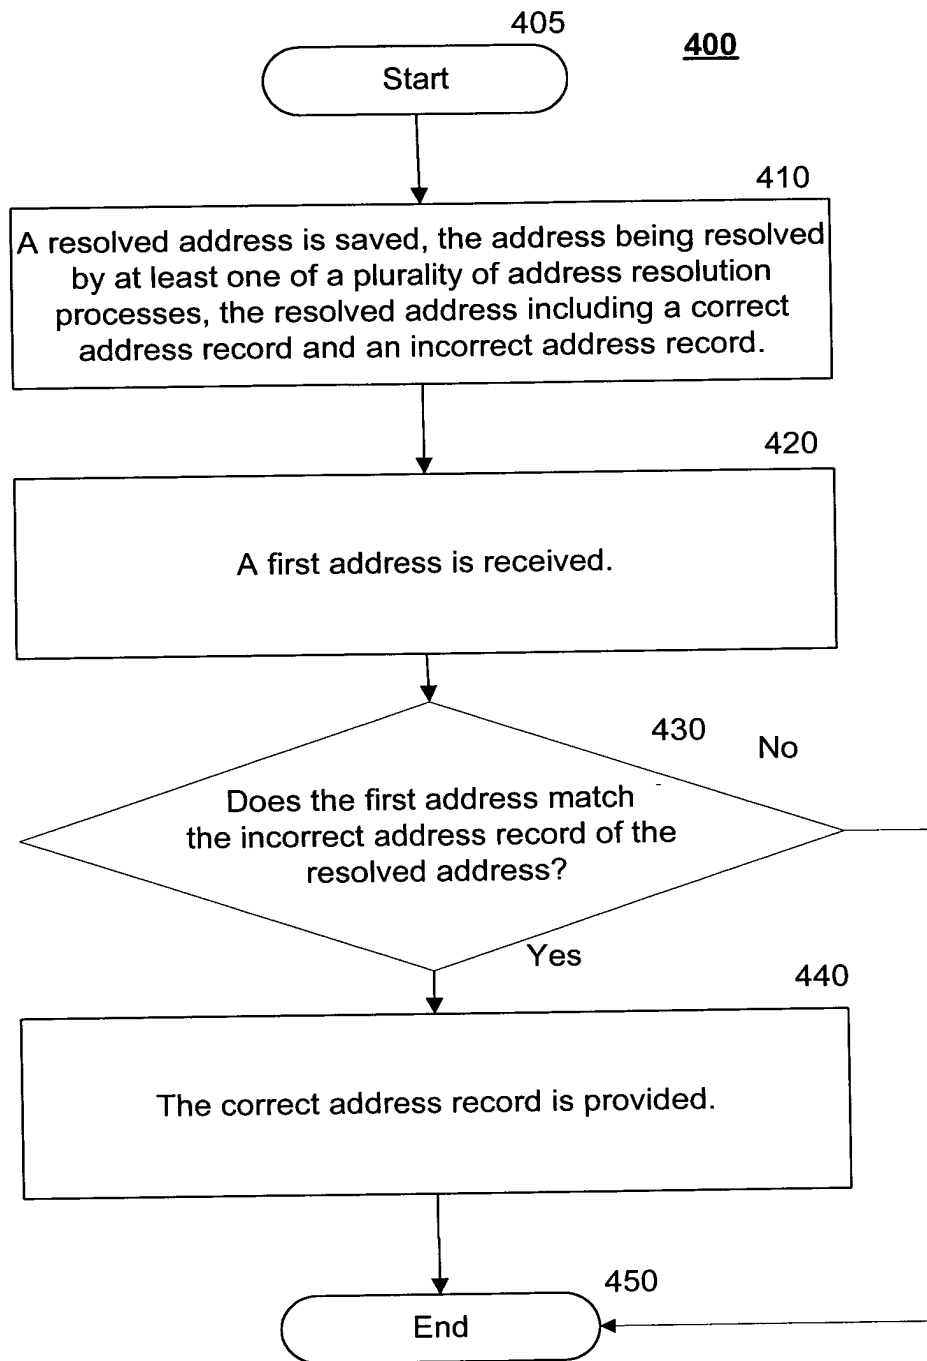 405
400
Start
410
A resolved address is saved, the address being resolved
by at least one of a plurality of address resolution
processes, the resolved address including a correct
address record and an incorrect address record.
420
A first address is received.
430
No
Does the first address match
the incorrect address record of the
resolved address?
Yes
440
The correct address record is provided.
450
End